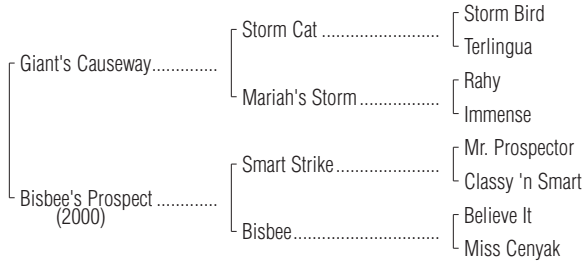 Storm Bird
Storm Cat
Terlingua
Giant's Causeway
Rahy
Mariah's Storm
Immense
Mr. Prospector
Smart Strike
Classy 'n Smart
Bisbee's Prospect
(2000)
Believe It
Bisbee
Miss Cenyak